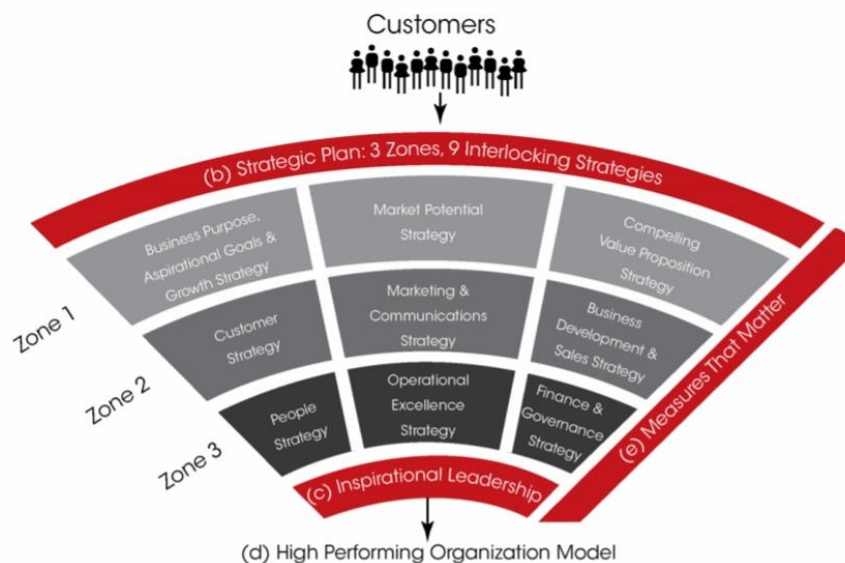 Customers
(b) Strategic Plan: 3 Zones, 9 Interlocking Strategies
Business Purpose,
Aspirational Goals &
Growth Strategy
Market Potential
Strategy
Compelling
Value Proposition
Strategy
Zone 1
Customer
Strategy
Marketing &
Communications
Strategy
Business
Development &
Sales Strategy
Zone 2
People
Strategy
Operational
Excellence
Strategy
Finance &
Governance
Strategy
Zone 3
(e) Measures That Matter
(c) Inspirational Leadership
(d) High Performing Organization Model